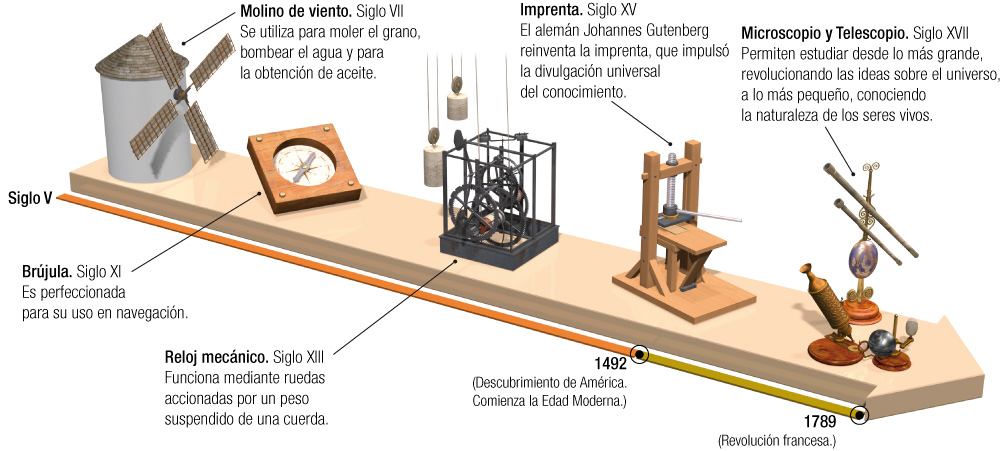 Molino de viento. Siglo VII
Se utiliza para moler el grano,
bombear el agua y para
la obtención de aceite.
Imprenta. Siglo XV
El alemán Johannes Gutenberg
reinventa la imprenta, que impulsó
la divulgación universal
del conocimiento.
Microscopio y Telescopio. Siglo XVII
Permiten estudiar desde lo más grande,
revolucionando las ideas sobre el universo,
a lo más pequeño, conociendo
la naturaleza de los seres vivos.
Siglo V
Brújula. Siglo XI
Es perfeccionada
para su uso en navegación.
Reloj mecánico. Siglo XIII
Funciona mediante ruedas
accionadas por un peso
suspendido de una cuerda.
1492
(Descubrimiento de América.
Comienza la Edad Moderna.)
1789
(Revolución francesa.)